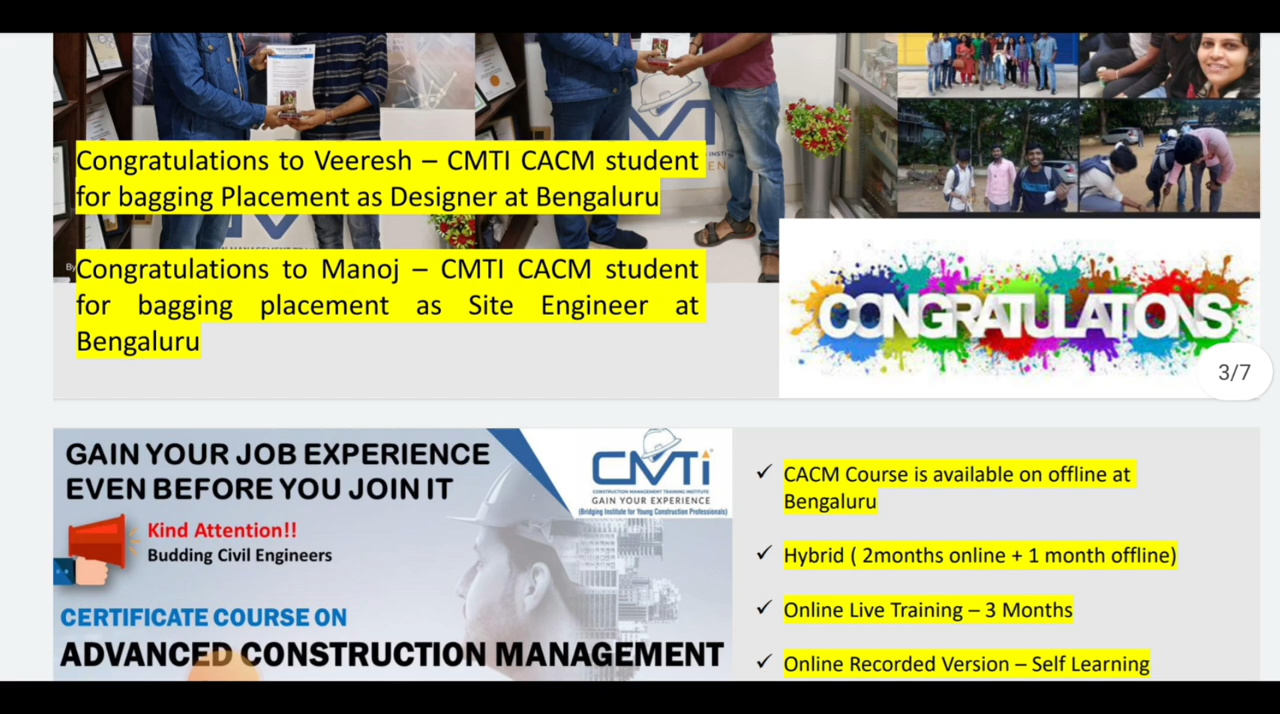 Congratulations to Veeresh – CMTI CACM student
for bagging Placement as Designer at Bengaluru
By
Congratulations to Manoj – CMTI CACM student
for bagging placement as Site Engineer at
Bengaluru
CONGRATULATIONS
3/7
GAIN YOUR JOB EXPERIENCE
EVEN BEFORE YOU JOIN IT
CMTI
CONSTRUCTION MANAGEMENT TRAINING INSTITUTE
GAIN YOUR EXPERIENCE
(Bridging Institute for Young Construction Professionals)
Kind Attention!!
Budding Civil Engineers
CERTIFICATE COURSE ON
ADVANCED CONSTRUCTION MANAGEMENT
✓ CACM Course is available on offline at
Bengaluru
✓ Hybrid ( 2months online + 1 month offline)
✓ Online Live Training – 3 Months
✓ Online Recorded Version – Self Learning